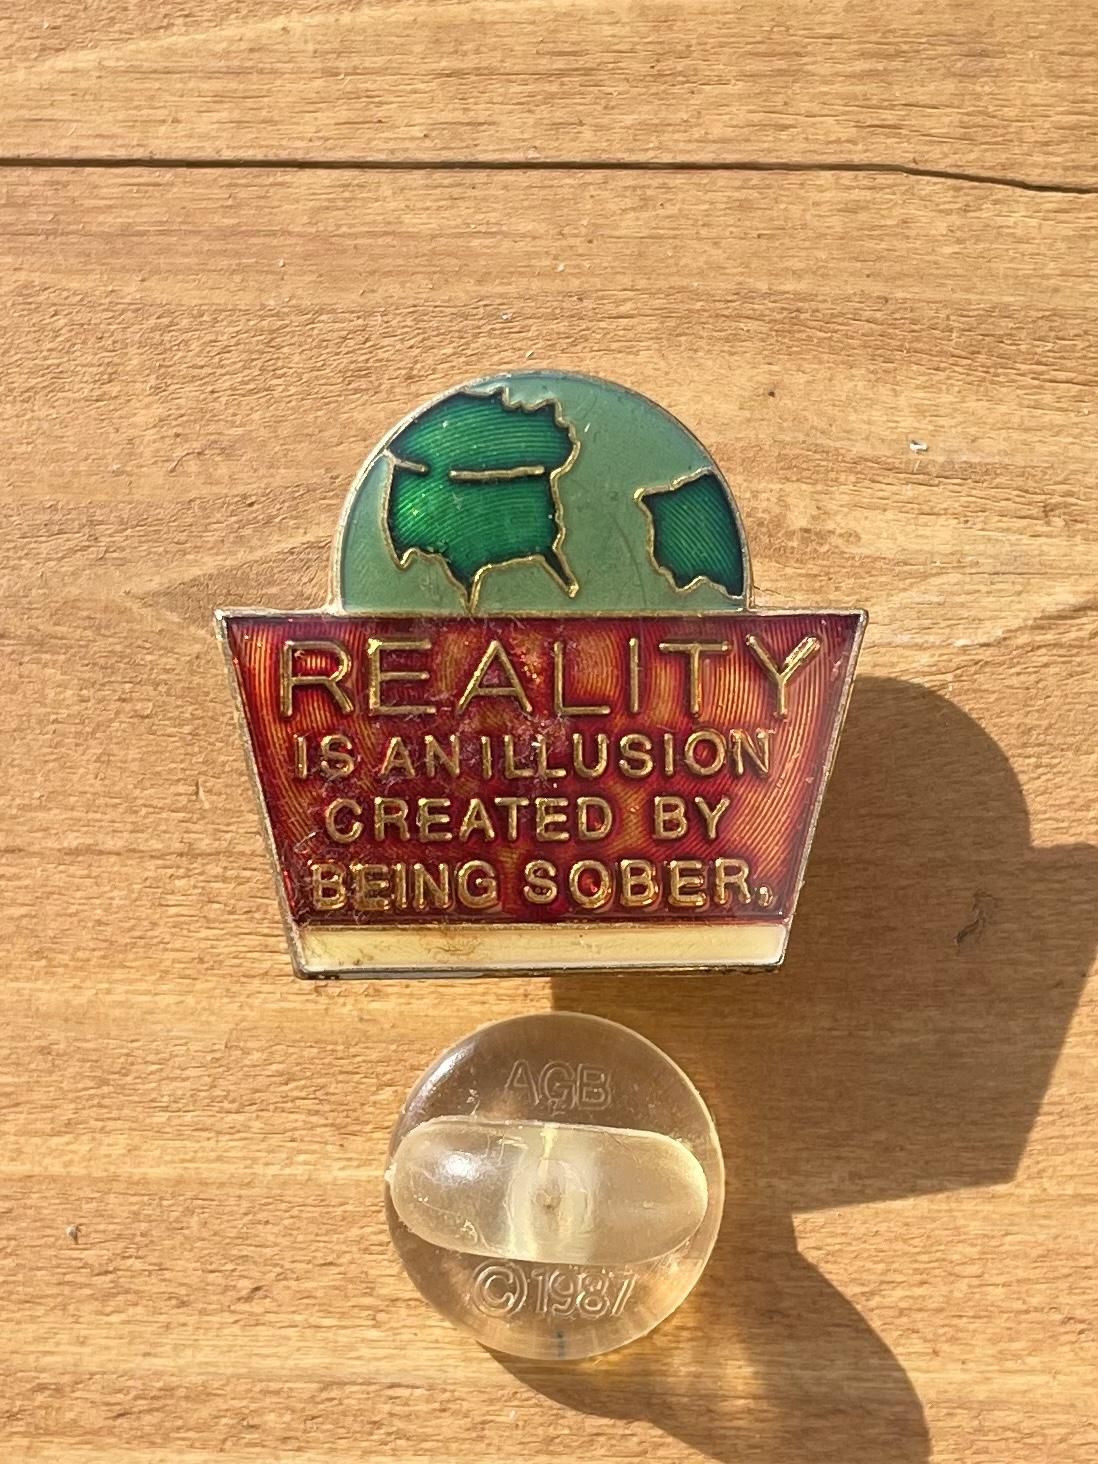 REALITY
IS AN ILLUSION
CREATED BY
BEING SOBER,
AGB
©1987